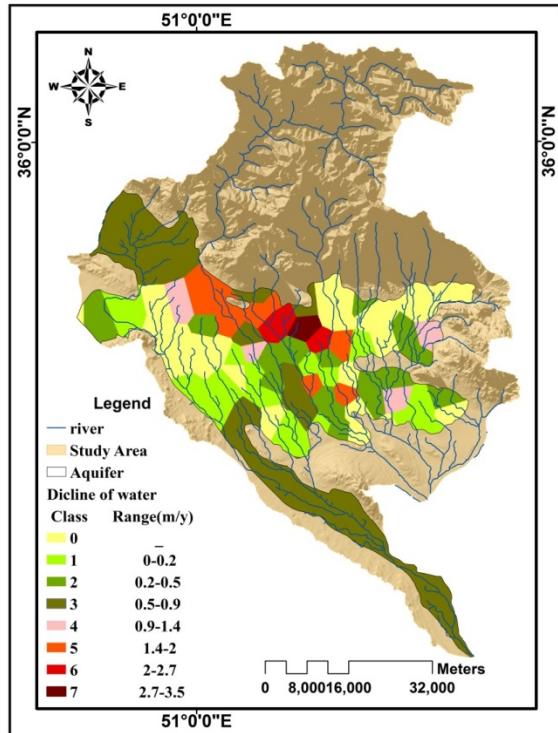 51°0'0"E
N
W E
S
36°0'0"N
36°0'0"N
Legend
river
Study Area
Aquifer
Dicline of water
Class Range(m/y)
0 _
1 0-0.2
2 0.2-0.5
3 0.5-0.9
4 0.9-1.4
5 1.4-2
6 2-2.7
7 2.7-3.5
Meters
0 8,000 16,000 32,000
51°0'0"E